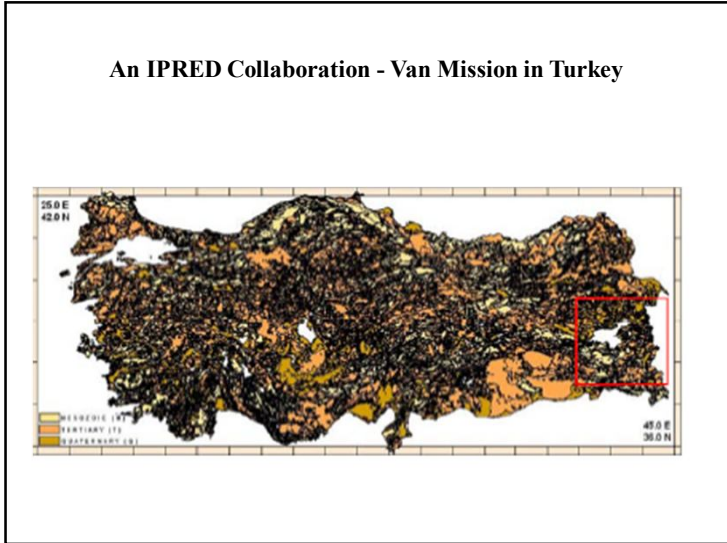 An IPRED Collaboration - Van Mission in Turkey
25.0 E
42.0 N
MESOZOIC (M)
TERTIARY (T)
QUATERNARY (Q)
45.0 E
36.0 N